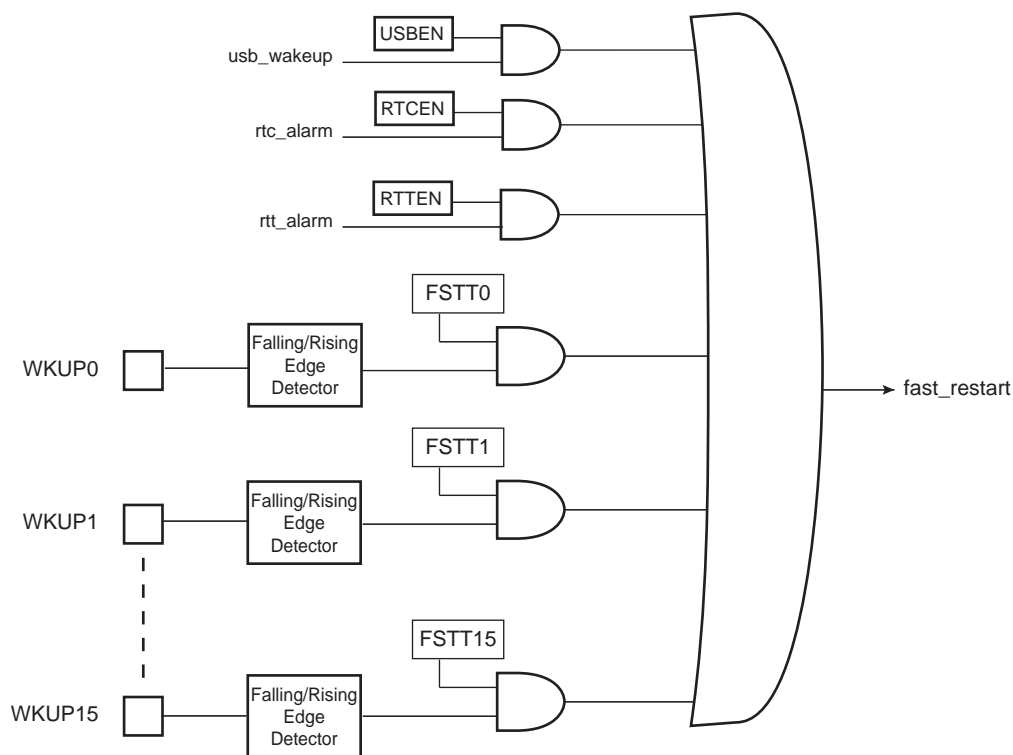 USBEN
usb_wakeup
RTCEN
rtc_alarm
RTTEN
rtt_alarm
FSTT0
WKUP0
Falling/Rising
Edge
Detector
fast_restart
FSTT1
WKUP1
Falling/Rising
Edge
Detector
FSTT15
WKUP15
Falling/Rising
Edge
Detector